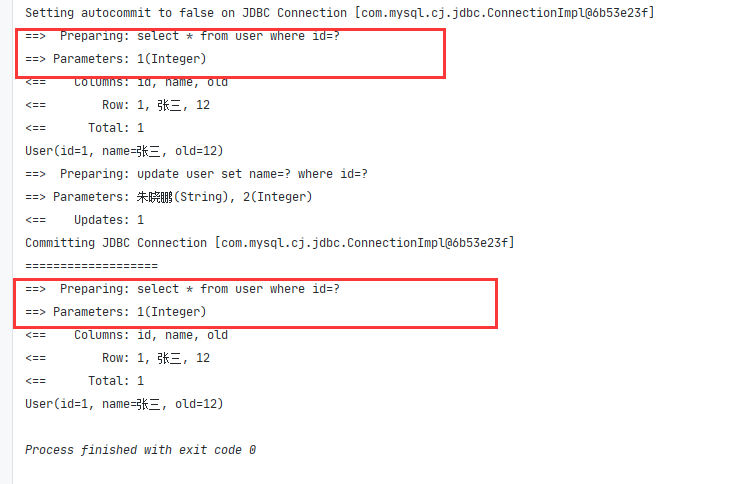 Setting autocommit to false on JDBC Connection [com.mysql.cj.jdbc.ConnectionImpl@6b53e23f]
==>  Preparing: select * from user where id=?
==> Parameters: 1(Integer)
<==    Columns: id, name, old
<==        Row: 1, 张三, 12
<==      Total: 1
User(id=1, name=张三, old=12)
==>  Preparing: update user set name=? where id=?
==> Parameters: 朱晓鹏(String), 2(Integer)
<==    Updates: 1
Committing JDBC Connection [com.mysql.cj.jdbc.ConnectionImpl@6b53e23f]
===================
==>  Preparing: select * from user where id=?
==> Parameters: 1(Integer)
<==    Columns: id, name, old
<==        Row: 1, 张三, 12
<==      Total: 1
User(id=1, name=张三, old=12)
Process finished with exit code 0